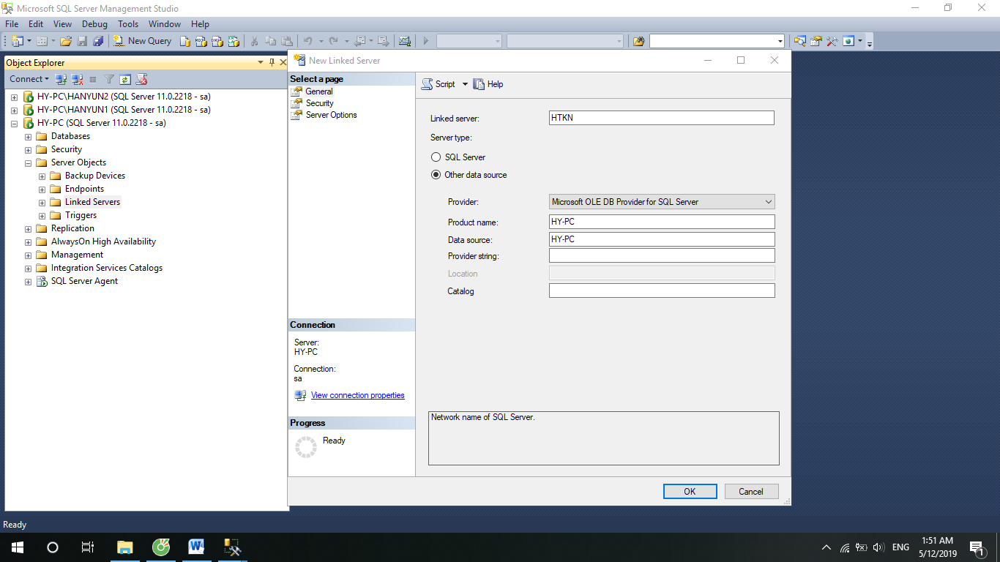 Microsoft SQL Server Management Studio
File Edit View Debug Tools Window Help
New Query
Object Explorer
Connect
HY-PC\HANYUN2 (SQL Server 11.0.2218 - sa)
HY-PC\HANYUN1 (SQL Server 11.0.2218 - sa)
HY-PC (SQL Server 11.0.2218 - sa)
Databases
Security
Server Objects
Backup Devices
Endpoints
Linked Servers
Triggers
Replication
AlwaysOn High Availability
Management
Integration Services Catalogs
SQL Server Agent
New Linked Server
Select a page
General
Security
Server Options
Script Help
Linked server: HTKN
Server type:
SQL Server
Other data source
Provider: Microsoft OLE DB Provider for SQL Server
Product name: HY-PC
Data source: HY-PC
Provider string:
Location
Catalog
Connection
Server:
HY-PC
Connection:
sa
View connection properties
Progress
Ready
Network name of SQL Server.
OK Cancel
Ready
ENG
1:51 AM
5/12/2019
1